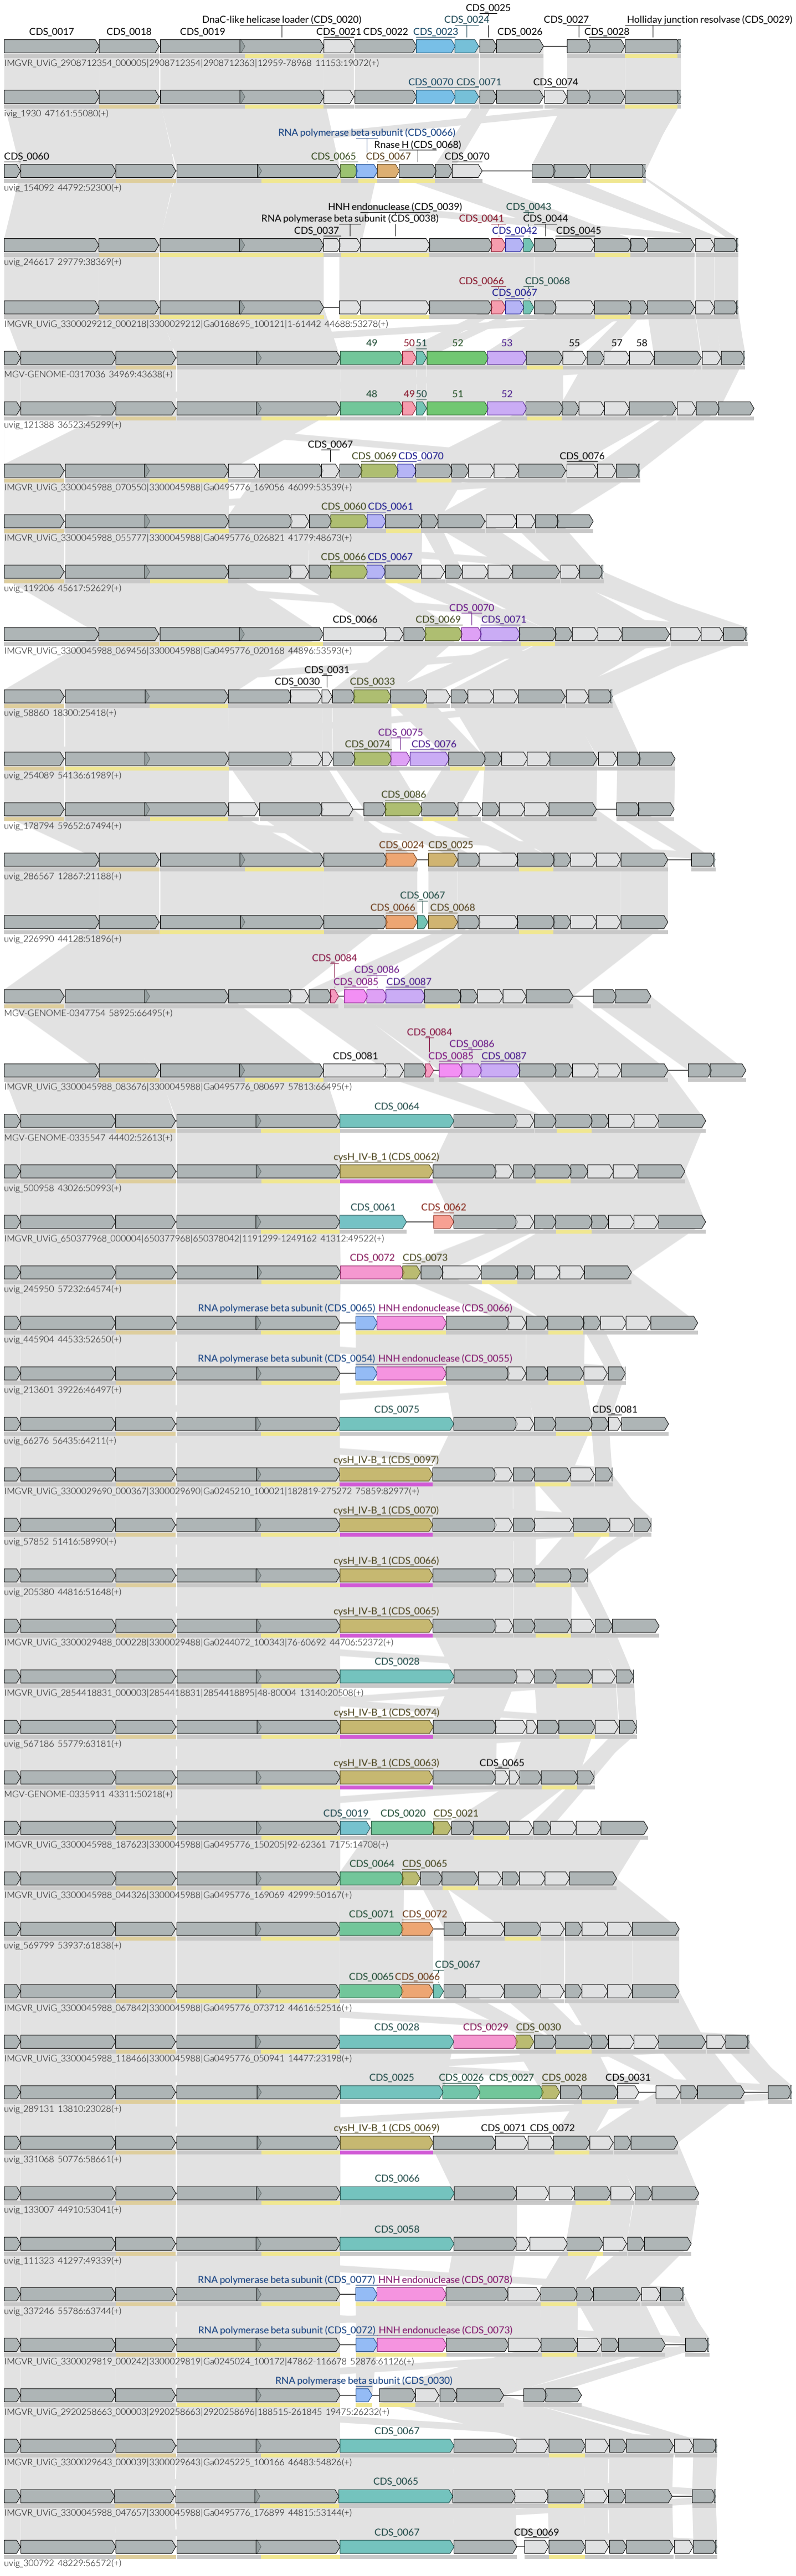 CDS_0025
DnaC-like helicase loader (CDS_0020) CDS_0024 CDS_0027 Holliday junction resolvase (CDS_0029)
CDS_0017 CDS_0018 CDS_0019 CDS_0021 CDS_0022 CDS_0023 CDS_0026 CDS_0028
IMGVR_UViG_2908712354_000005|2908712354|2908712363|12959-78968 11153:19072(+)
CDS_0070 CDS_0071 CDS_0074
ivig_1930 47161:55080(+)
RNA polymerase beta subunit (CDS_0066)
Rnase H (CDS_0068)
CDS_0060 CDS_0065 CDS_0067 CDS_0070
uvig_154092 44792:52300(+)
HNH endonuclease (CDS_0039) CDS_0043
RNA polymerase beta subunit (CDS_0038) CDS_0041 CDS_0044
CDS_0037 CDS_0042 CDS_0045
uvig_246617 29779:38369(+)
CDS_0066 CDS_0068
CDS_0067
IMGVR_UViG_3300029212_000218|3300029212|Ga0168695_100121|1-61442 44688:53278(+)
49 50 51 52 53 55 57 58
MGV-GENOME-0317036 34969:43638(+)
48 49 50 51 52
uvig_121388 36523:45299(+)
CDS_0067
CDS_0069 CDS_0070 CDS_0076
IMGVR_UViG_3300045988_070550|3300045988|Ga0495776_169056 46099:53539(+)
CDS_0060 CDS_0061
IMGVR_UViG_3300045988_055777|3300045988|Ga0495776_026821 41779:48673(+)
CDS_0066 CDS_0067
uvig_119206 45617:52629(+)
CDS_0070
CDS_0066 CDS_0069 CDS_0071
IMGVR_UViG_3300045988_069456|3300045988|Ga0495776_020168 44896:53593(+)
CDS_0031
CDS_0030 CDS_0033
uvig_58860 18300:25418(+)
CDS_0075
CDS_0074 CDS_0076
uvig_254089 54136:61989(+)
CDS_0086
uvig_178794 59652:67494(+)
CDS_0024 CDS_0025
uvig_286567 12867:21188(+)
CDS_0067
CDS_0066 CDS_0068
uvig_226990 44128:51896(+)
CDS_0084
CDS_0086
CDS_0085 CDS_0087
MGV-GENOME-0347754 58925:66495(+)
CDS_0084
CDS_0086
CDS_0081 CDS_0085 CDS_0087
IMGVR_UViG_3300045988_083676|3300045988|Ga0495776_080697 57813:66495(+)
CDS_0064
MGV-GENOME-0335547 44402:52613(+)
cysH_IV-B_1 (CDS_0062)
uvig_500958 43026:50993(+)
CDS_0061 CDS_0062
IMGVR_UViG_650377968_000004|650377968|650378042|1191299-1249162 41312:49522(+)
CDS_0072 CDS_0073
uvig_245950 57232:64574(+)
RNA polymerase beta subunit (CDS_0065) HNH endonuclease (CDS_0066)
uvig_445904 44533:52650(+)
RNA polymerase beta subunit (CDS_0054) HNH endonuclease (CDS_0055)
uvig_213601 39226:46497(+)
CDS_0075 CDS_0081
uvig_66276 56435:64211(+)
cysH_IV-B_1 (CDS_0097)
IMGVR_UViG_3300029690_000367|3300029690|Ga0245210_100021|182819-275272 75859:82977(+)
cysH_IV-B_1 (CDS_0070)
uvig_57852 51416:58990(+)
cysH_IV-B_1 (CDS_0066)
uvig_205380 44816:51648(+)
cysH_IV-B_1 (CDS_0065)
IMGVR_UViG_3300029488_000228|3300029488|Ga0244072_100343|76-60692 44706:52372(+)
CDS_0028
IMGVR_UViG_2854418831_000003|2854418831|2854418895|48-80004 13140:20508(+)
cysH_IV-B_1 (CDS_0074)
uvig_567186 55779:63181(+)
cysH_IV-B_1 (CDS_0063) CDS_0065
MGV-GENOME-0335911 43311:50218(+)
CDS_0019 CDS_0020 CDS_0021
IMGVR_UViG_3300045988_187623|3300045988|Ga0495776_150205|92-62361 7175:14708(+)
CDS_0064 CDS_0065
IMGVR_UViG_3300045988_044326|3300045988|Ga0495776_169069 42999:50167(+)
CDS_0071 CDS_0072
uvig_569799 53937:61838(+)
CDS_0067
CDS_0065 CDS_0066
IMGVR_UViG_3300045988_067842|3300045988|Ga0495776_073712 44616:52516(+)
CDS_0028 CDS_0029 CDS_0030
IMGVR_UViG_3300045988_118466|3300045988|Ga0495776_050941 14477:23198(+)
CDS_0025 CDS_0026 CDS_0027 CDS_0028 CDS_0031
uvig_289131 13810:23028(+)
cysH_IV-B_1 (CDS_0069) CDS_0071 CDS_0072
uvig_331068 50776:58661(+)
CDS_0066
uvig_133007 44910:53041(+)
CDS_0058
uvig_111323 41297:49339(+)
RNA polymerase beta subunit (CDS_0077) HNH endonuclease (CDS_0078)
uvig_337246 55786:63744(+)
RNA polymerase beta subunit (CDS_0072) HNH endonuclease (CDS_0073)
IMGVR_UViG_3300029819_000242|3300029819|Ga0245024_100172|47862-116678 52876:61126(+)
RNA polymerase beta subunit (CDS_0030)
IMGVR_UViG_2920258663_000003|2920258663|2920258696|188515-261845 19475:26232(+)
CDS_0067
IMGVR_UViG_3300029643_000039|3300029643|Ga0245225_100166 46483:54826(+)
CDS_0065
IMGVR_UViG_3300045988_047657|3300045988|Ga0495776_176899 44815:53144(+)
CDS_0067 CDS_0069
uvig_300792 48229:56572(+)